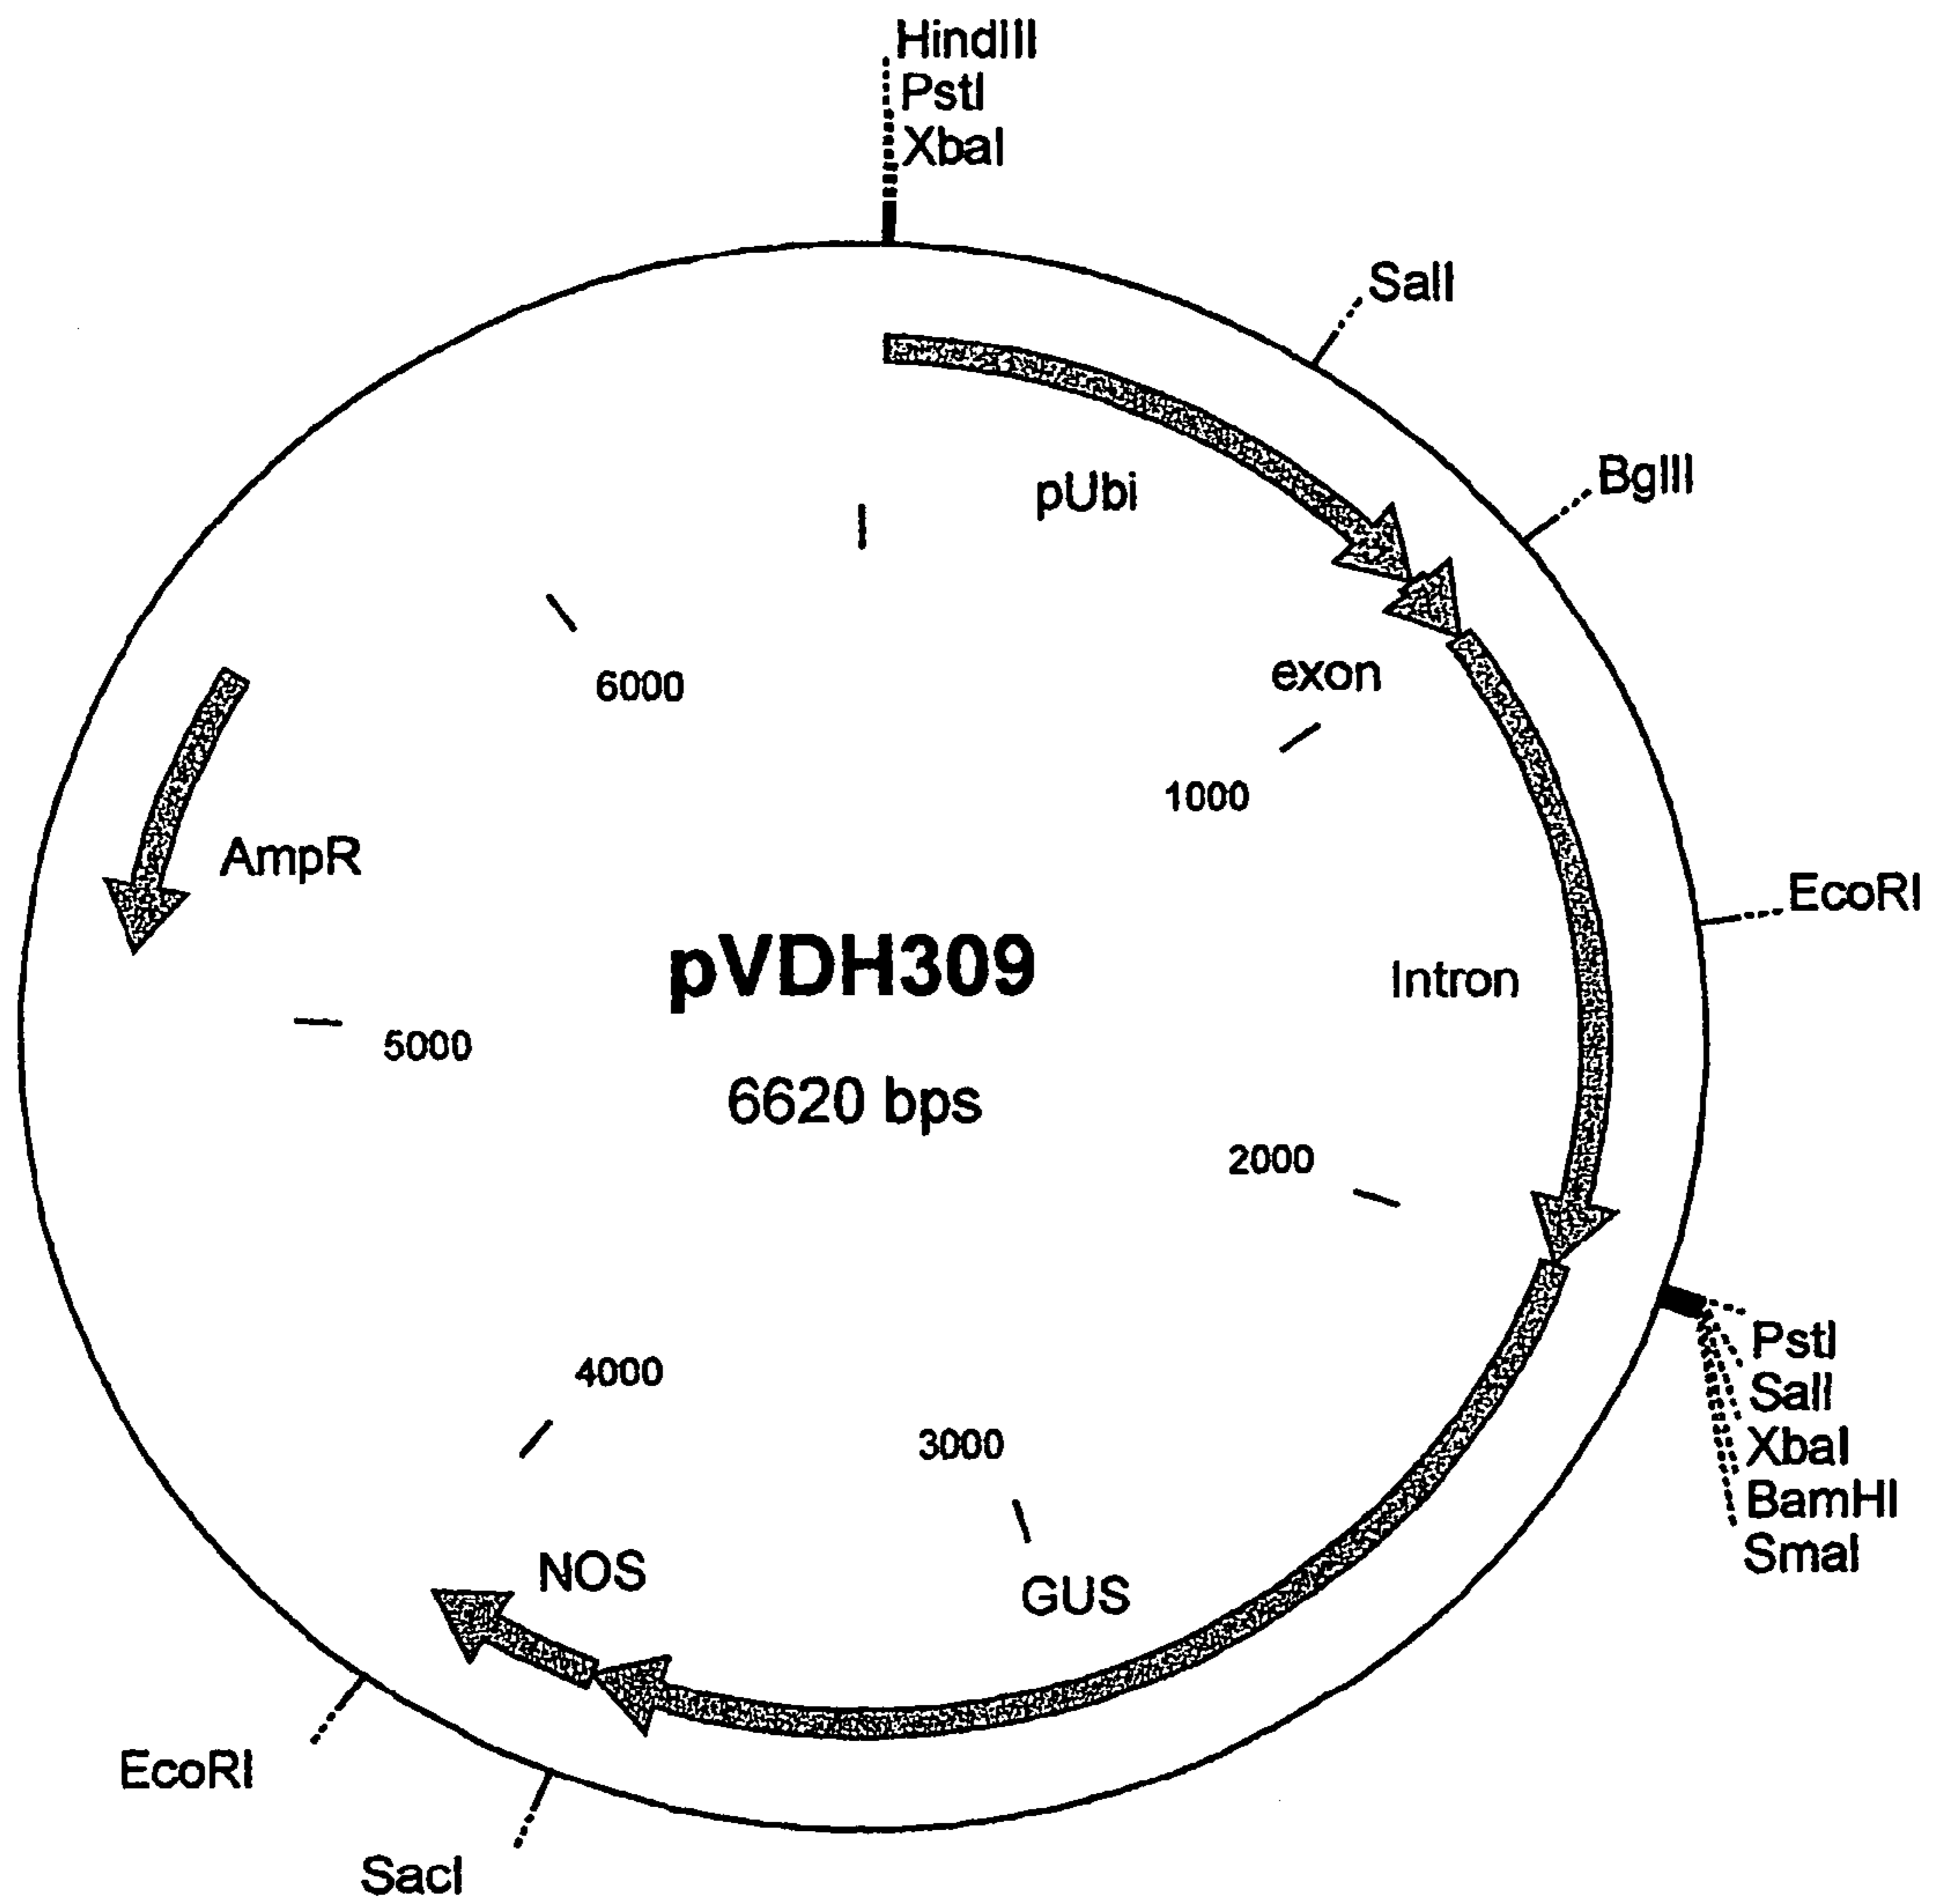 HindIII
PstI
XbaI
SalI
BglII
pUbi
exon
6000
1000
AmpR
EcoRI
pVDH309
Intron
5000
6620 bps
2000
PstI
SalI
XbaI
BamHI
SmaI
4000
3000
NOS
GUS
EcoRI
SacI